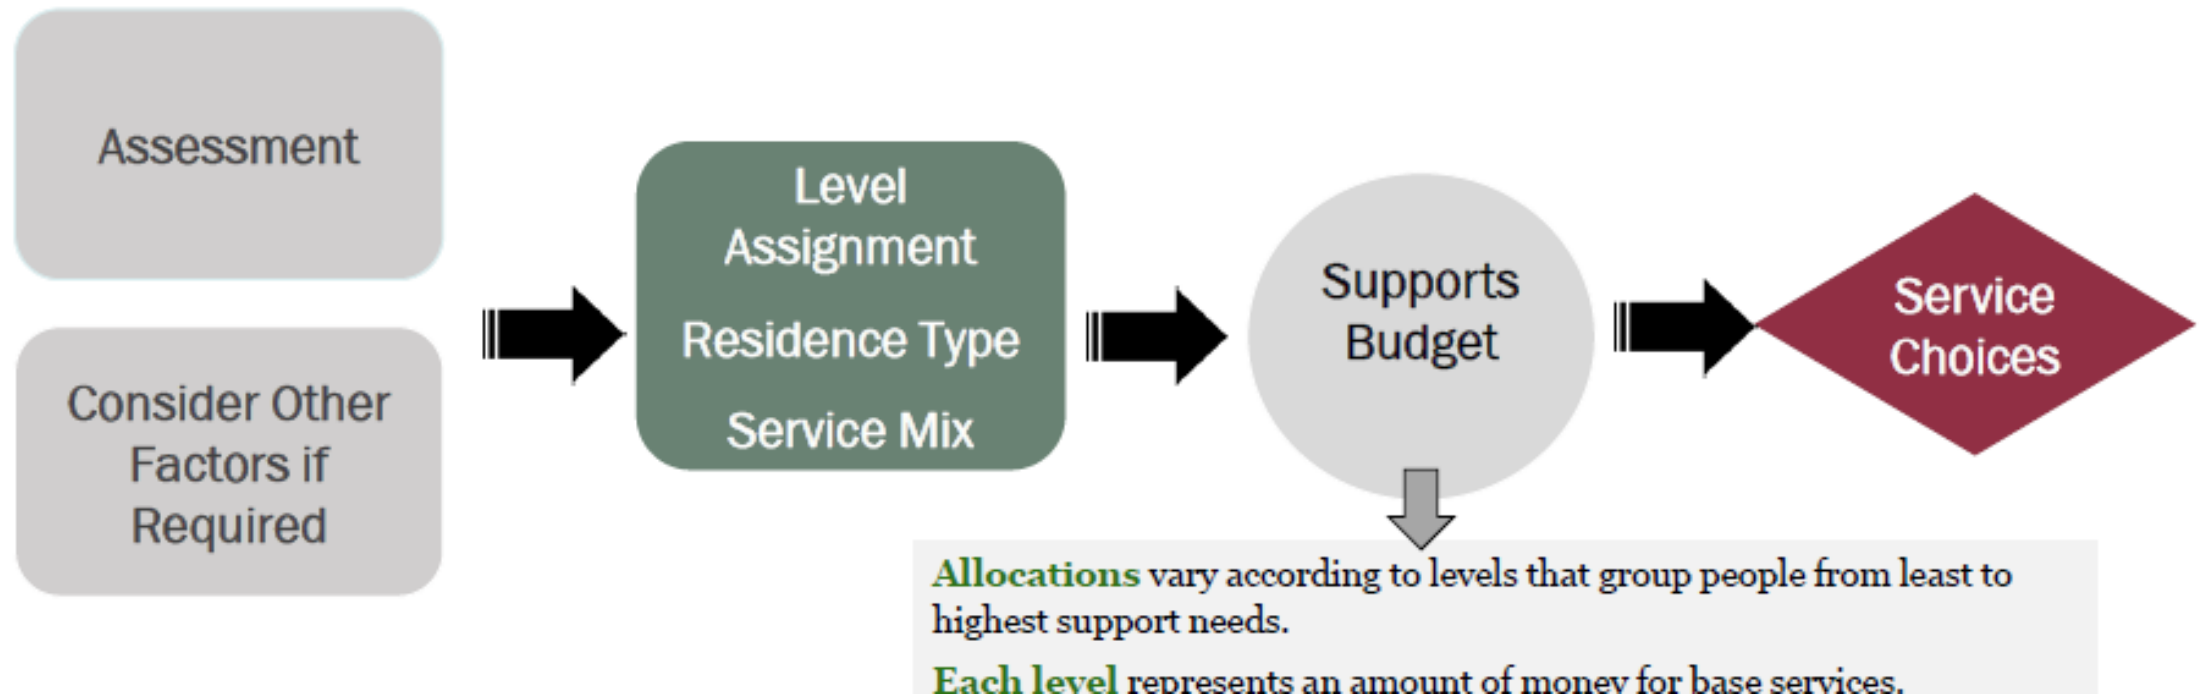 Assessment
Consider Other
Factors if
Required
Level
Assignment
Residence Type
Service Mix
Supports
Budget
Service
Choices
Allocations vary according to levels that group people from least to
highest support needs.
Each level represents an amount of money for base services.